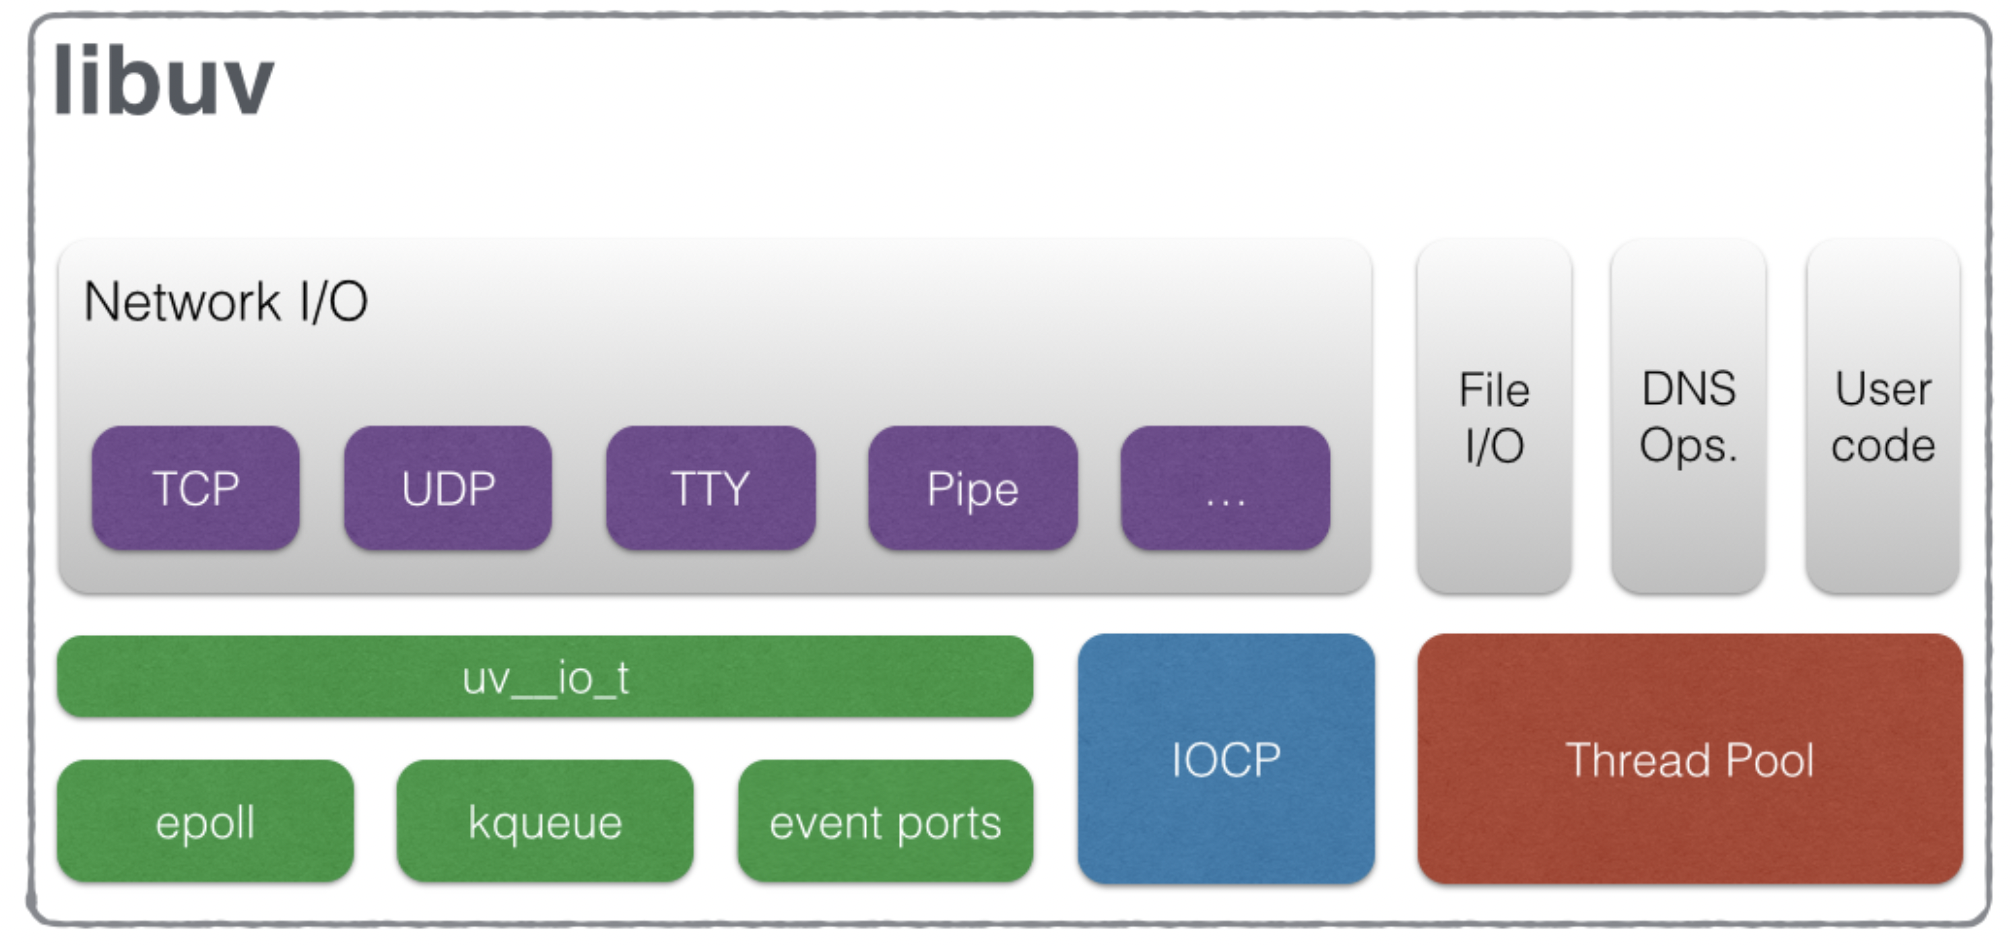 libuv
Network I/O
TCP
UDP
TTY
Pipe
...
File
I/O
DNS
Ops.
User
code
uv__io_t
IOCP
Thread Pool
epoll
kqueue
event ports